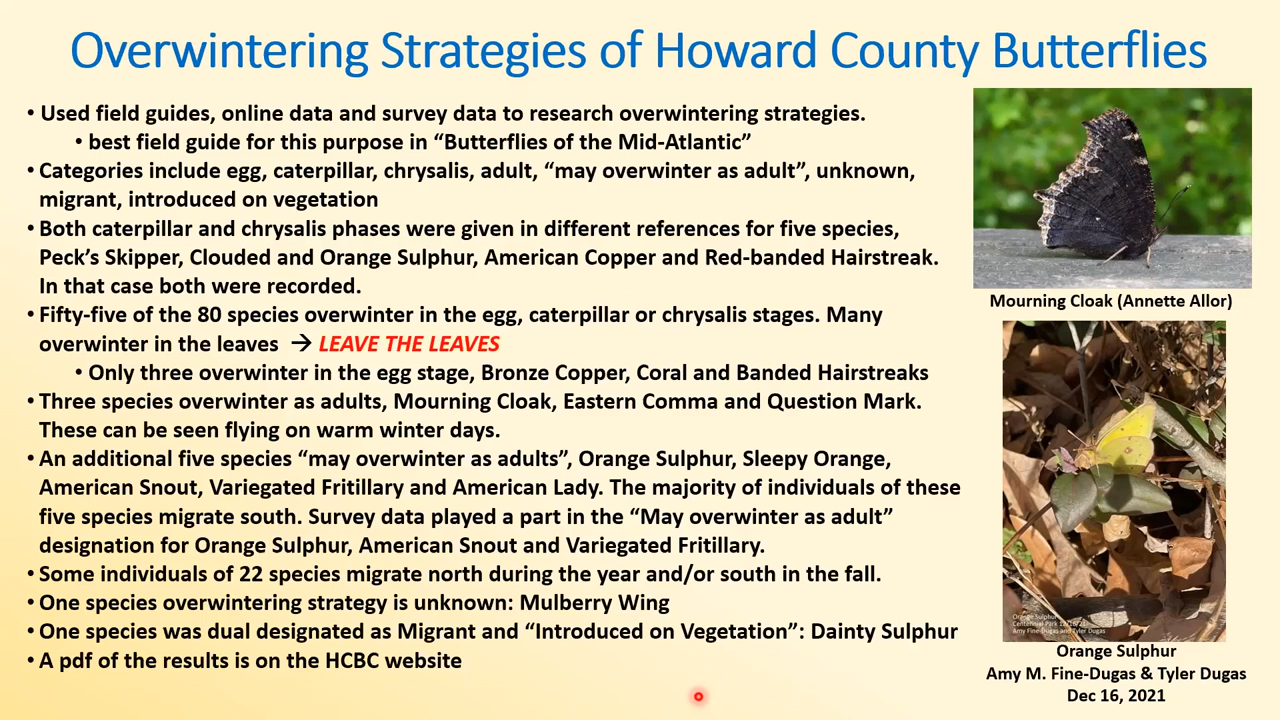 Overwintering Strategies of Howard County Butterflies
• Used field guides, online data and survey data to research overwintering strategies.
• best field guide for this purpose in “Butterflies of the Mid-Atlantic”
• Categories include egg, caterpillar, chrysalis, adult, “may overwinter as adult”, unknown,
migrant, introduced on vegetation
• Both caterpillar and chrysalis phases were given in different references for five species,
Peck’s Skipper, Clouded and Orange Sulphur, American Copper and Red-banded Hairstreak.
In that case both were recorded.
• Fifty-five of the 80 species overwinter in the egg, caterpillar or chrysalis stages. Many
overwinter in the leaves → LEAVE THE LEAVES
• Only three overwinter in the egg stage, Bronze Copper, Coral and Banded Hairstreaks
• Three species overwinter as adults, Mourning Cloak, Eastern Comma and Question Mark.
These can be seen flying on warm winter days.
• An additional five species “may overwinter as adults”, Orange Sulphur, Sleepy Orange,
American Snout, Variegated Fritillary and American Lady. The majority of individuals of these
five species migrate south. Survey data played a part in the “May overwinter as adult”
designation for Orange Sulphur, American Snout and Variegated Fritillary.
• Some individuals of 22 species migrate north during the year and/or south in the fall.
• One species overwintering strategy is unknown: Mulberry Wing
• One species was dual designated as Migrant and “Introduced on Vegetation”: Dainty Sulphur
• A pdf of the results is on the HCBC website
Mourning Cloak (Annette Allor)
Orange Sulphur
Centennial Park
Amy Fine-Dugas and Tyler Dugas
Orange Sulphur
Amy M. Fine-Dugas & Tyler Dugas
Dec 16, 2021